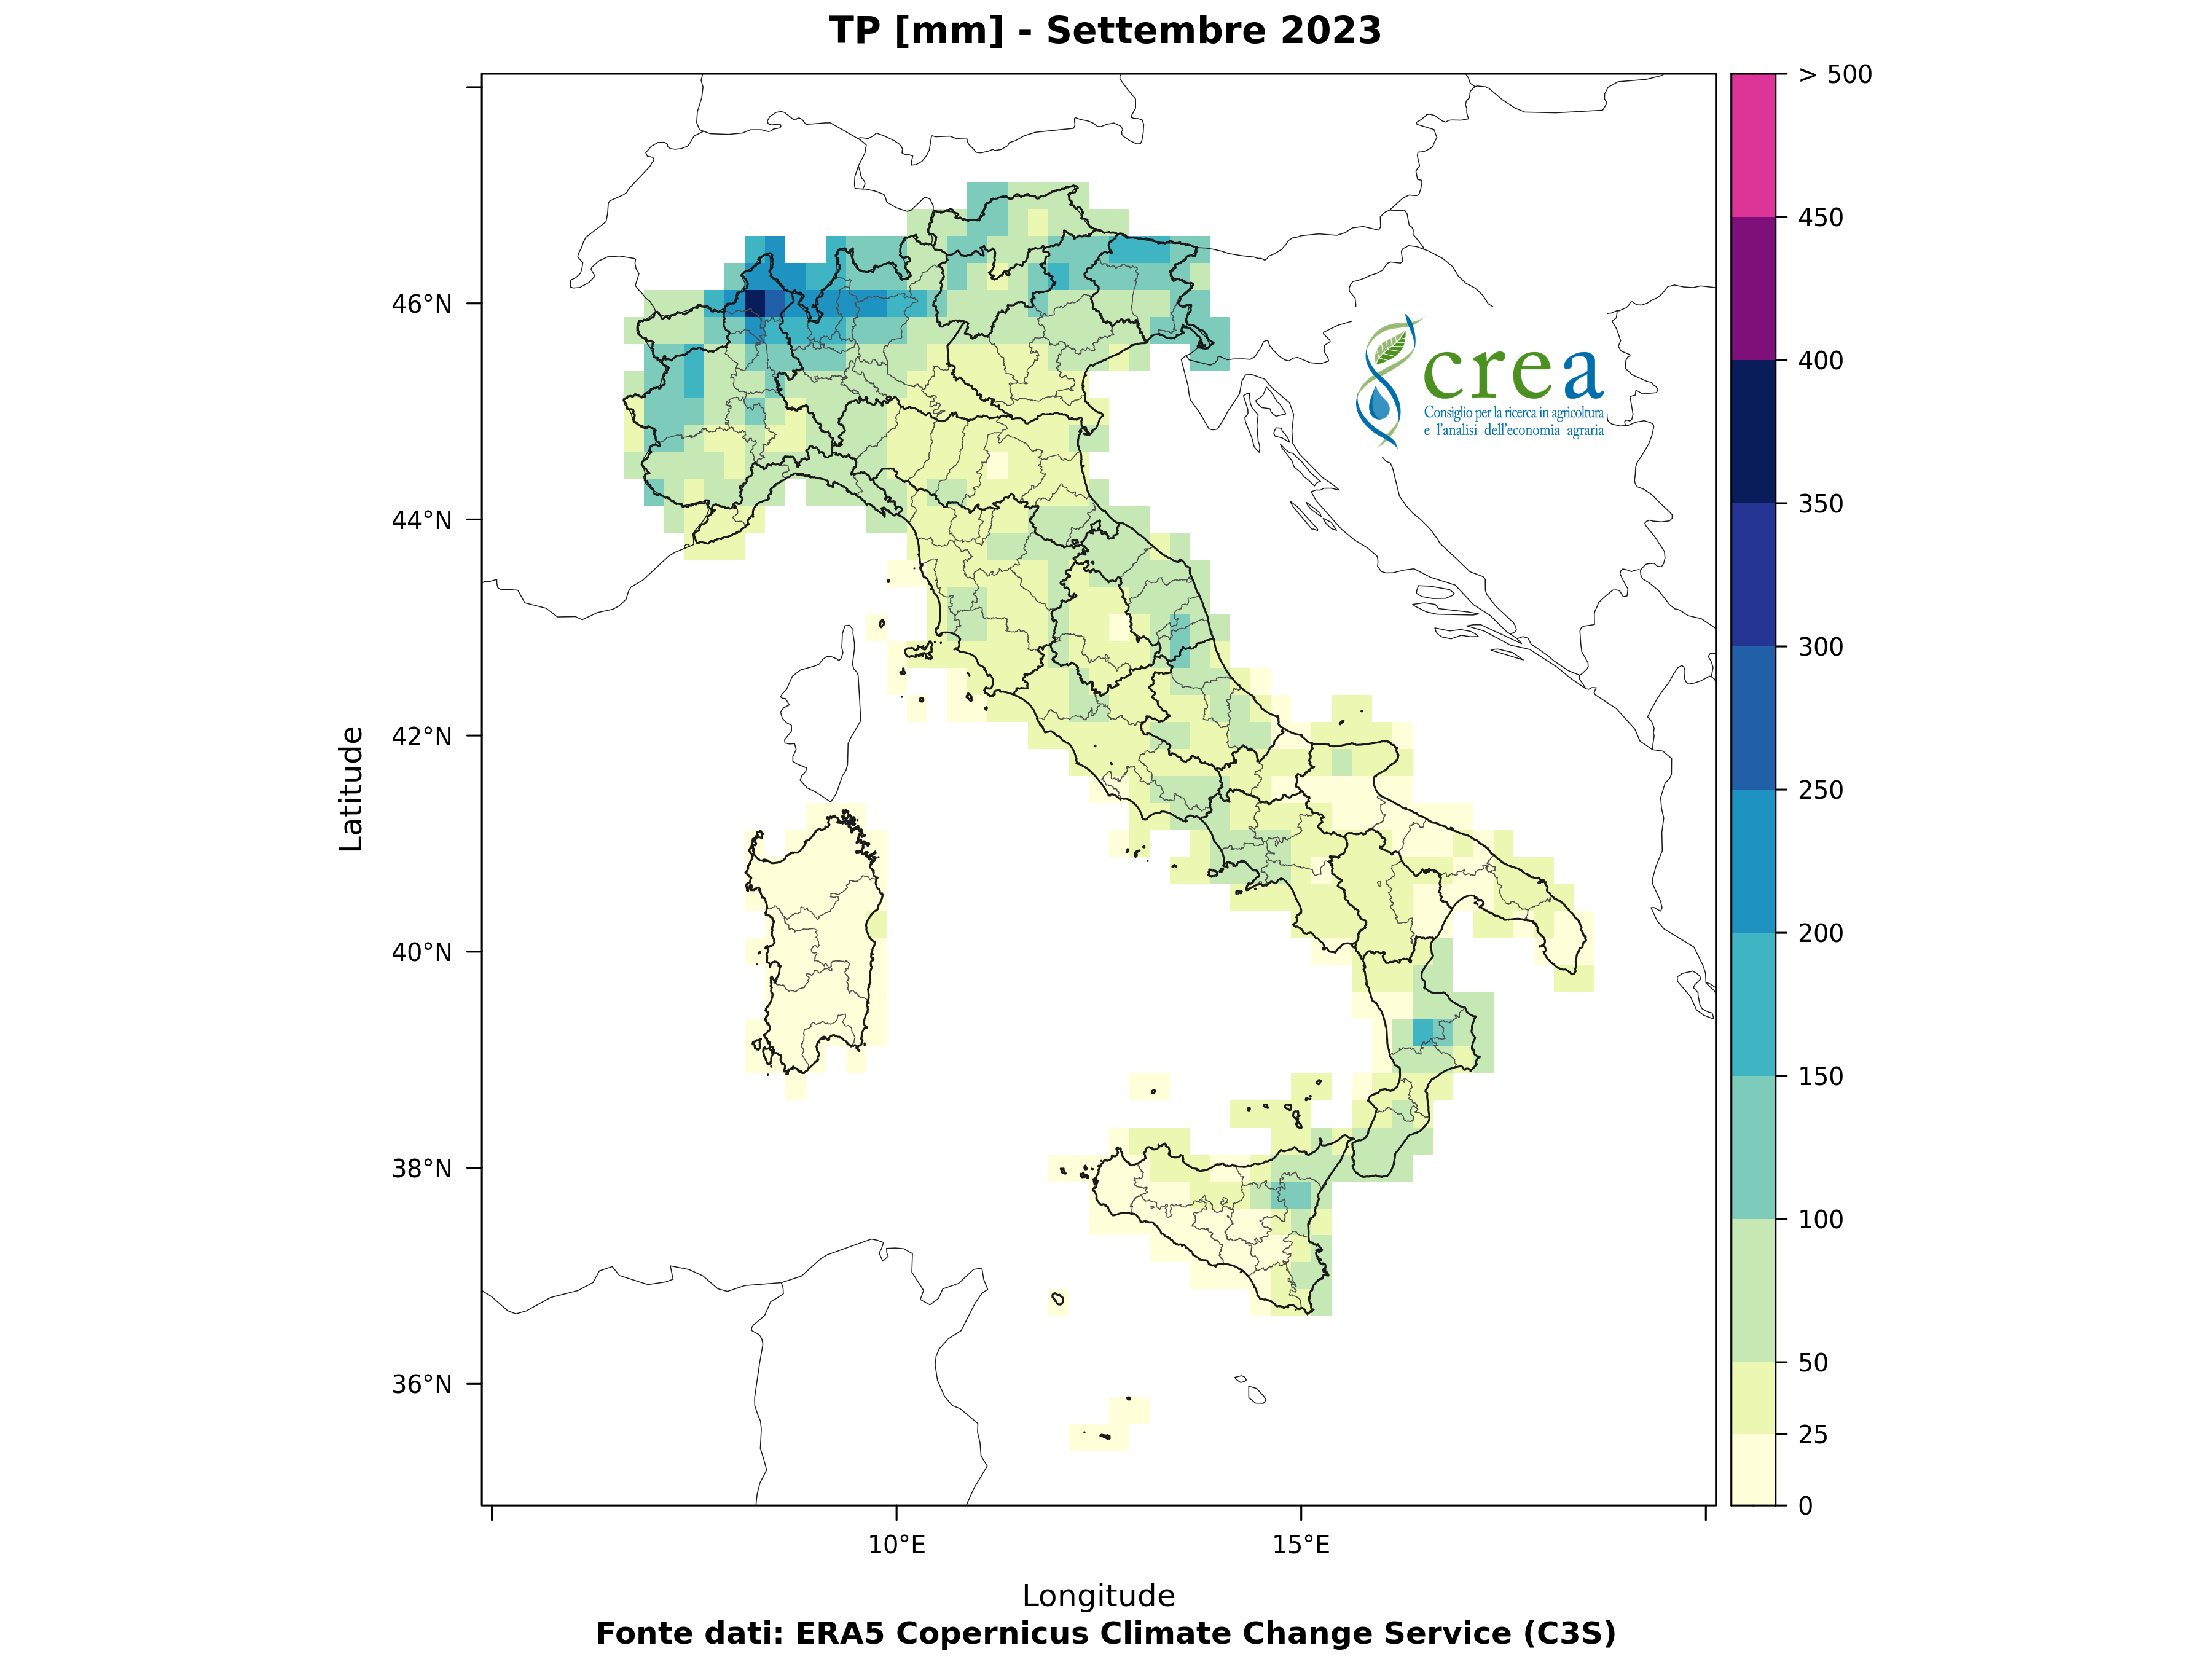 TP [mm] - Settembre 2023
> 500
450
400
350
300
250
200
150
100
50
25
0
46°N
44°N
42°N
40°N
38°N
36°N
Latitude
crea
Consiglio per la ricerca in agricoltura
e l'analisi dell'economia agraria
10°E
15°E
Longitude
Fonte dati: ERA5 Copernicus Climate Change Service (C3S)